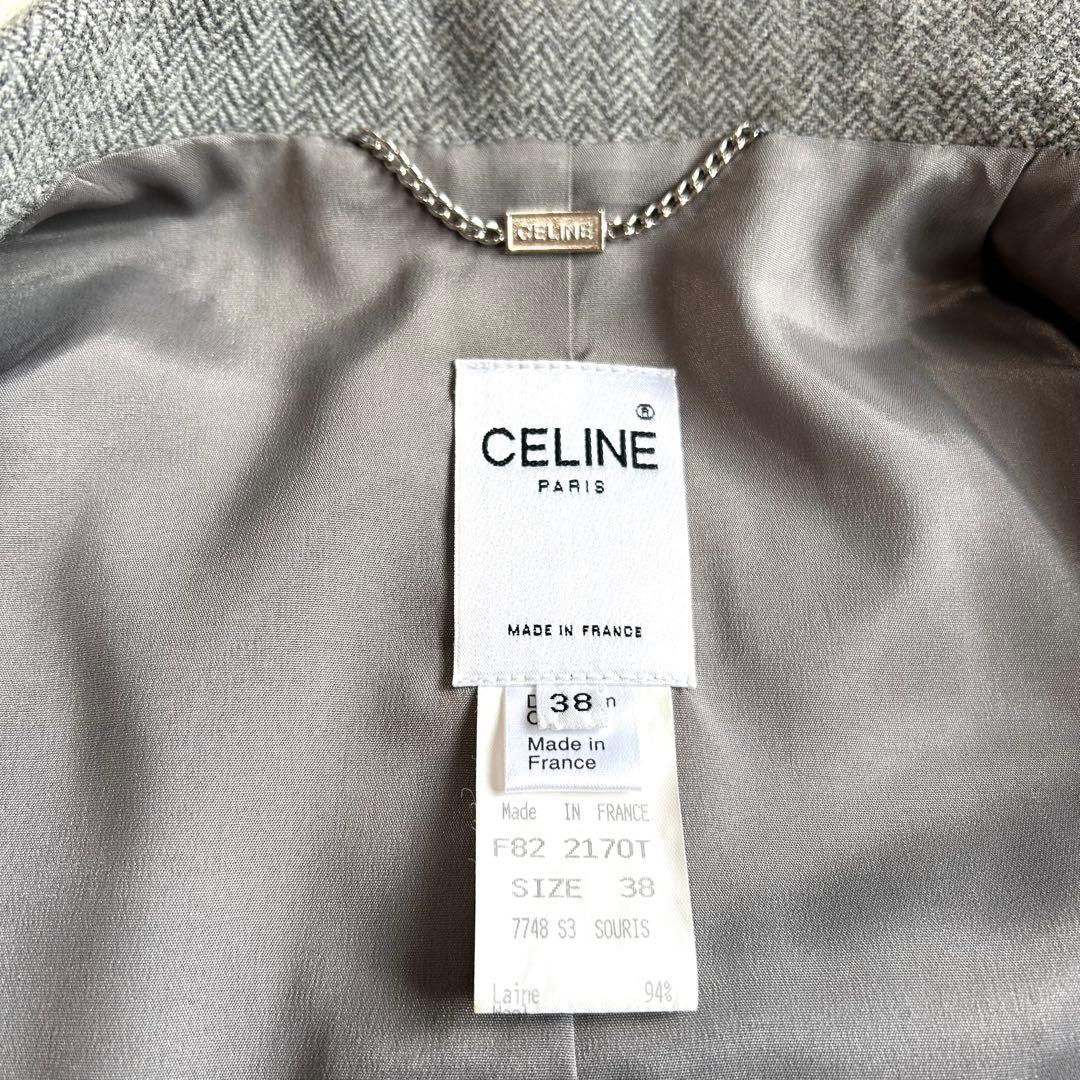 CELINE
®
CELINE
PARIS
MADE IN FRANCE
38
Made in
France
Made IN FRANCE
F82 2170T
SIZE 38
7748 S3 SOURIS
Laine 94%